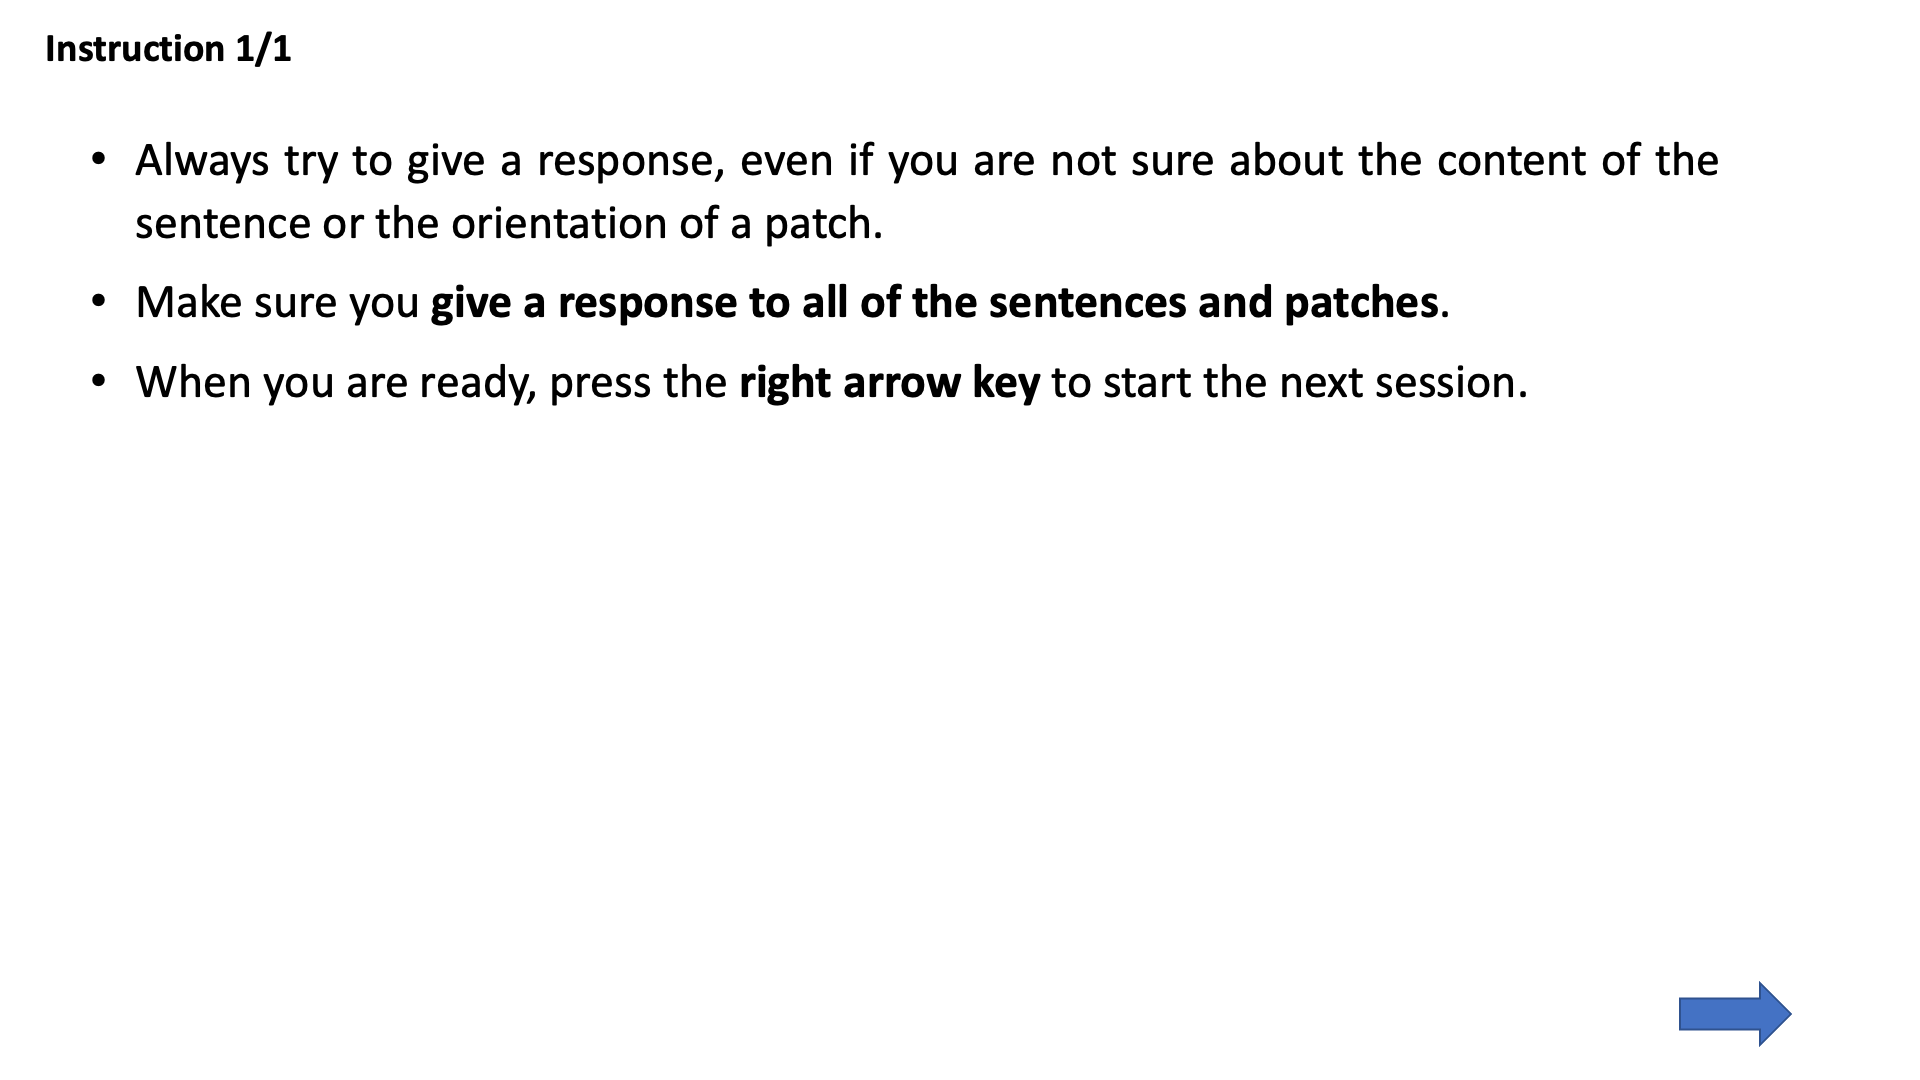 Instruction 1/1
• Always try to give a response, even if you are not sure about the content of the
sentence or the orientation of a patch.
• Make sure you give a response to all of the sentences and patches.
• When you are ready, press the right arrow key to start the next session.